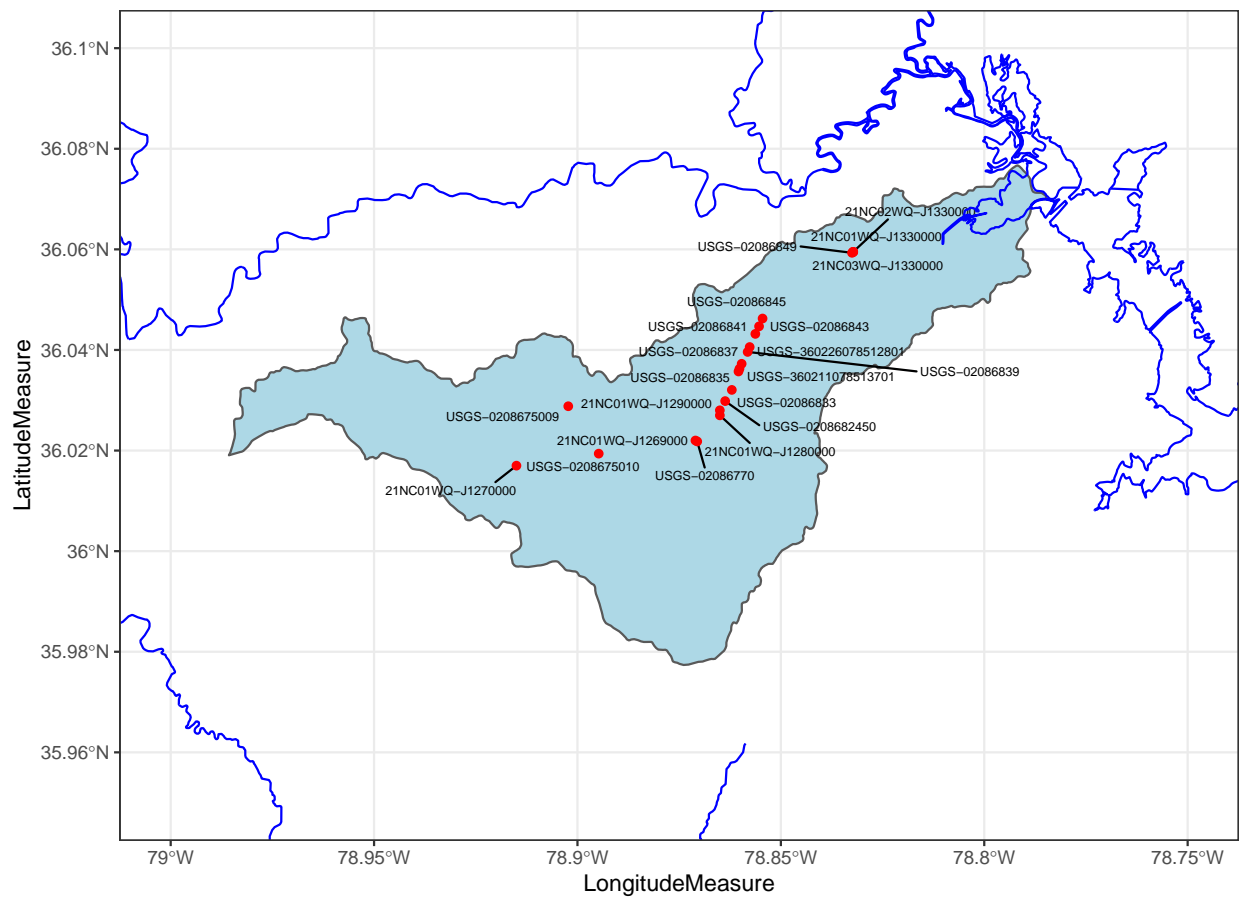 36.1°N
36.08°N
36.06°N
36.04°N
36.02°N
36°N
35.98°N
35.96°N
LatitudeMeasure
21NC02WQ−J1330000
21NC01WQ−J1330000
USGS−02086849
21NC03WQ−J1330000
USGS−02086845
USGS−02086841
USGS−02086843
USGS−02086837
USGS−360226078512801
USGS−02086839
USGS−02086835
USGS−360211078513701
21NC01WQ−J1290000
USGS−02086833
USGS−0208675009
USGS−0208682450
21NC01WQ−J1269000
21NC01WQ−J1280000
USGS−0208675010
USGS−02086770
21NC01WQ−J1270000
79°W
78.95°W
78.9°W
78.85°W
78.8°W
78.75°W
LongitudeMeasure